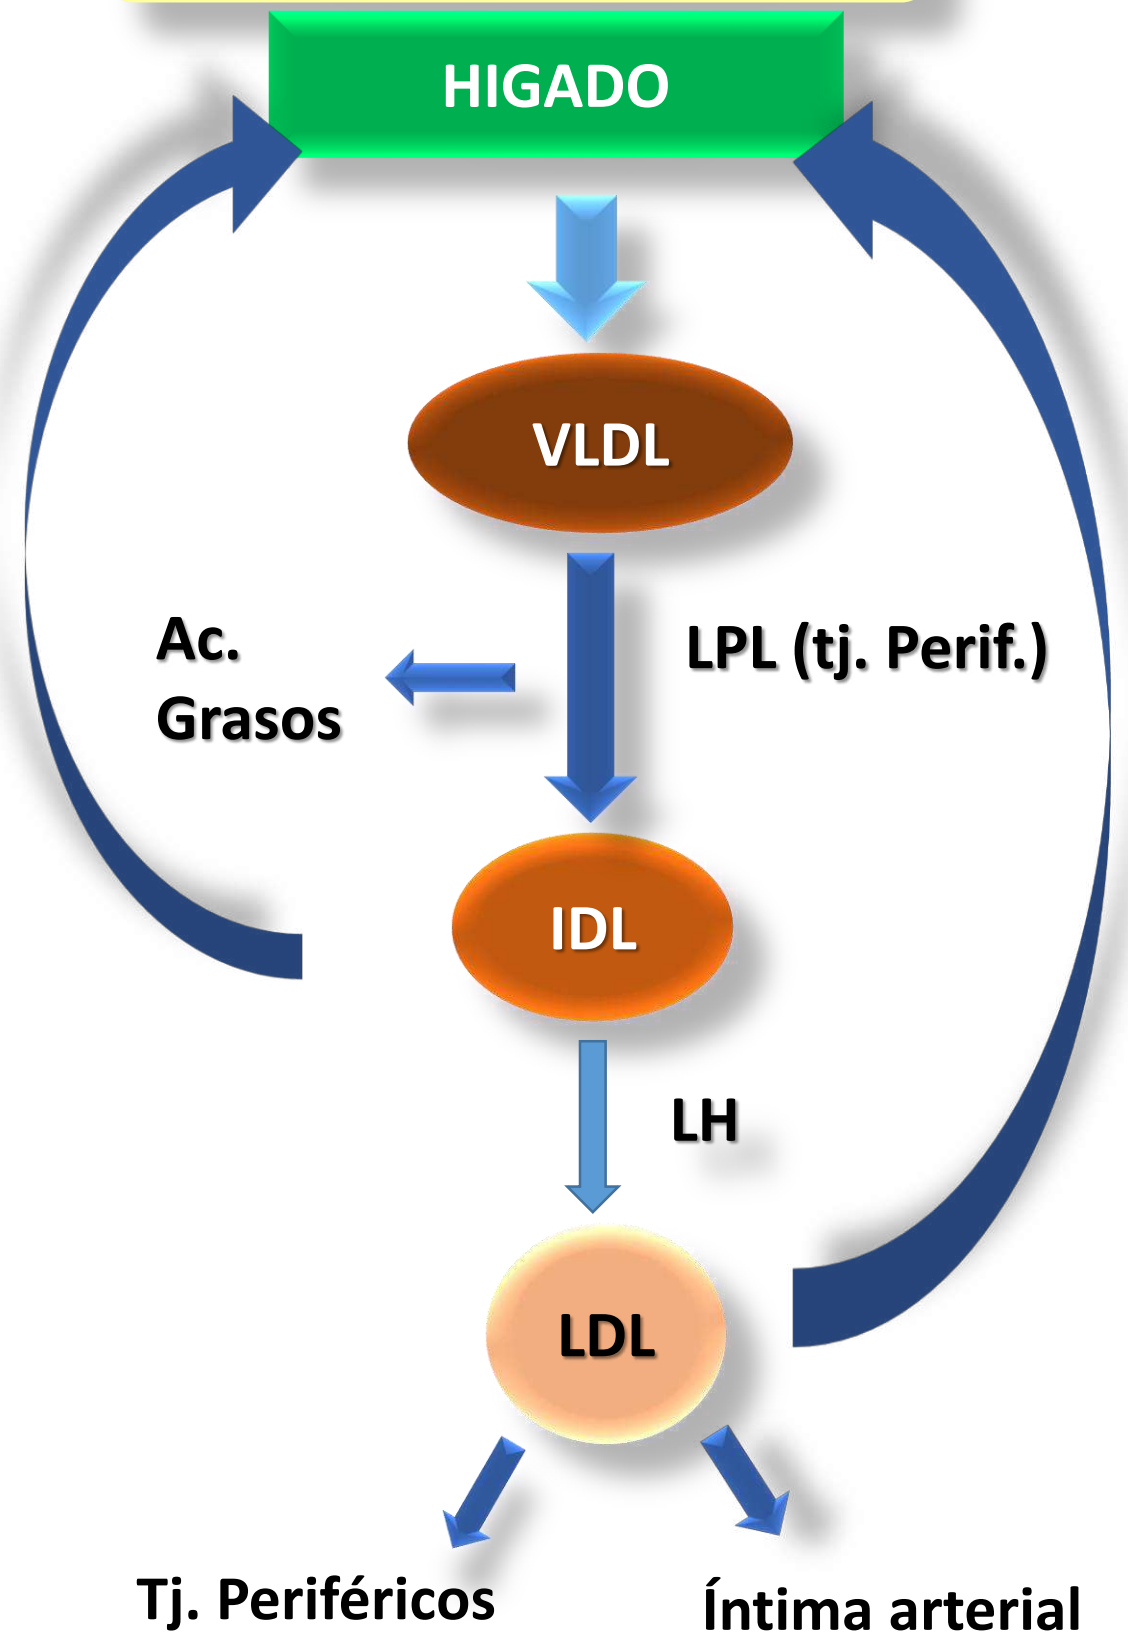 HIGADO
VLDL
Ac.
Grasos
LPL (tj. Perif.)
IDL
LH
LDL
Tj. Periféricos
Íntima arterial